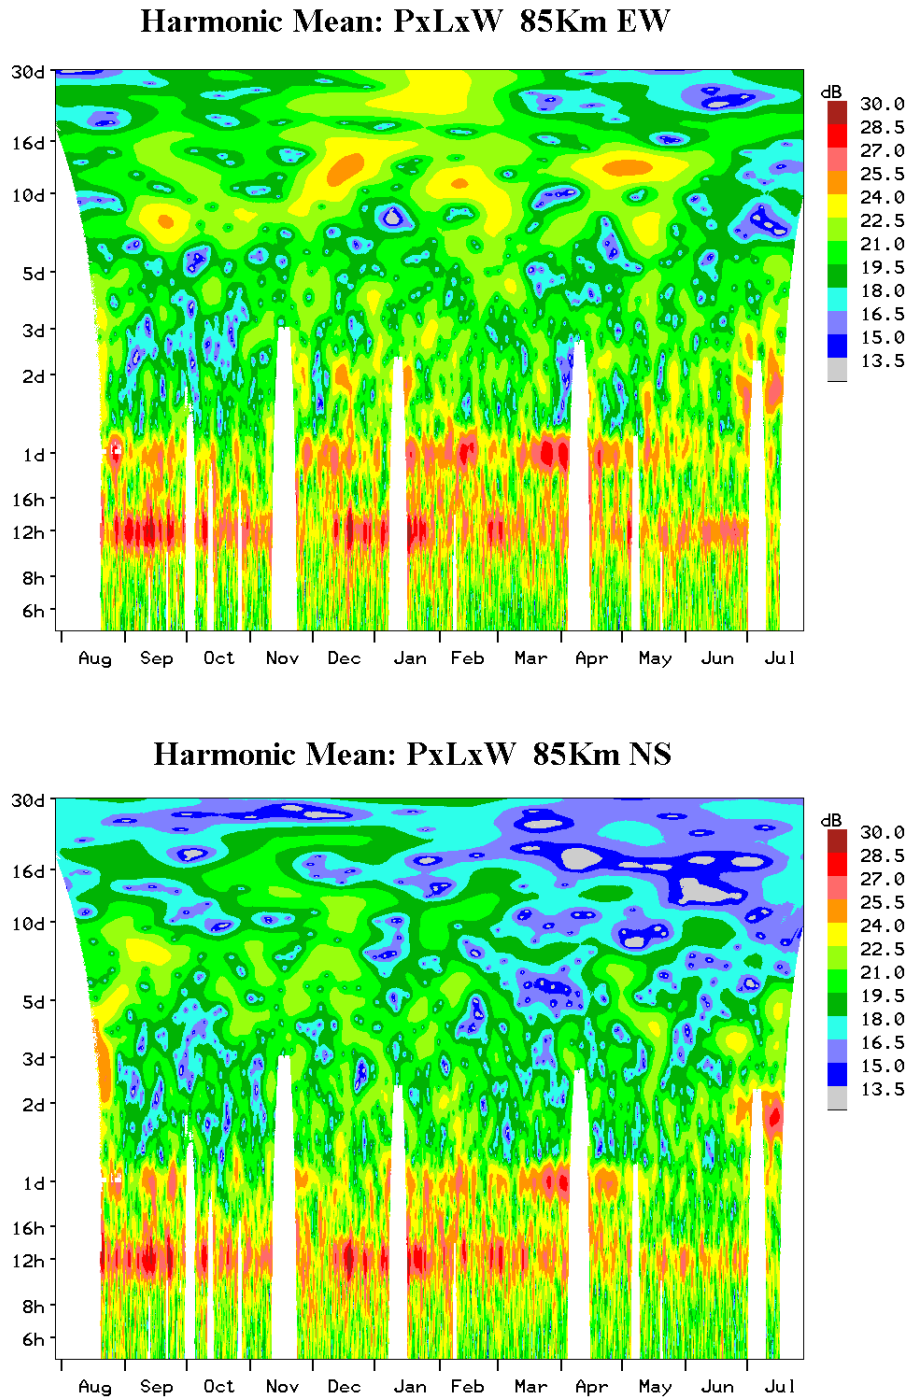 Harmonic Mean: PxLxW 85Km EW
dB
30d
30.0
28.5
16d
27.0
25.5
10d
24.0
22.5
21.0
5d
19.5
18.0
3d
16.5
15.0
2d
13.5
1d
16h
12h
8h
6h
Aug Sep Oct Nov Dec Jan Feb Mar Apr May Jun Jul
Harmonic Mean: PxLxW 85Km NS
dB
30d
30.0
28.5
16d
27.0
25.5
10d
24.0
22.5
21.0
5d
19.5
18.0
3d
16.5
15.0
2d
13.5
1d
16h
12h
8h
6h
Aug Sep Oct Nov Dec Jan Feb Mar Apr May Jun Jul